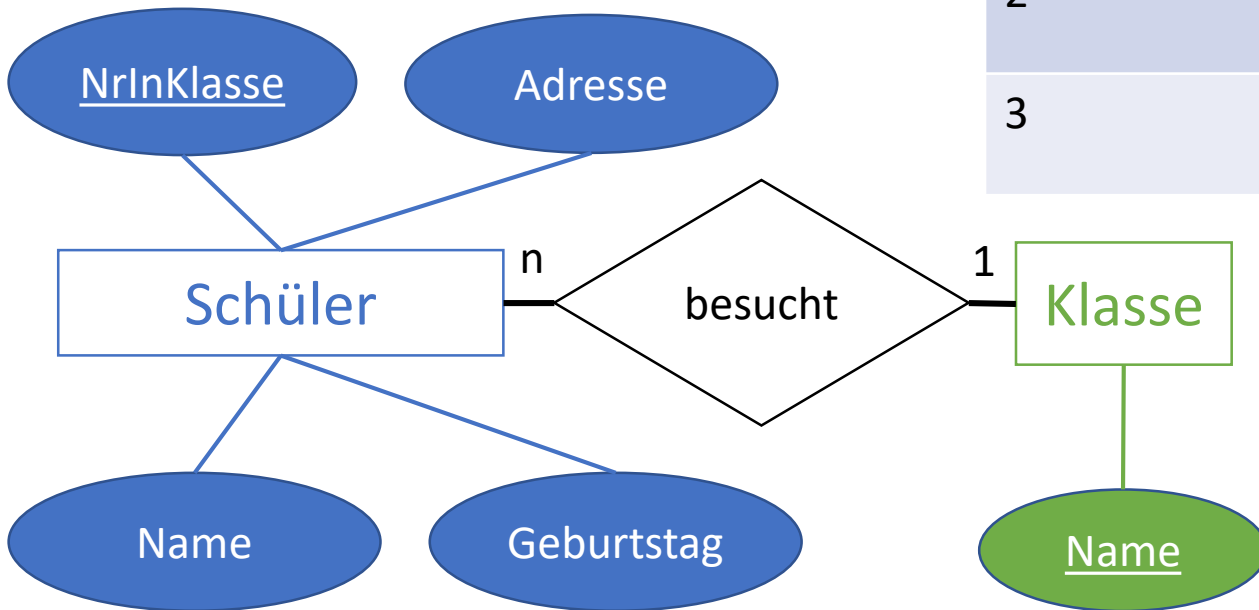 2
NrInKlasse
Adresse
3
n
1
Schüler
besucht
Klasse
Name
Geburtstag
Name